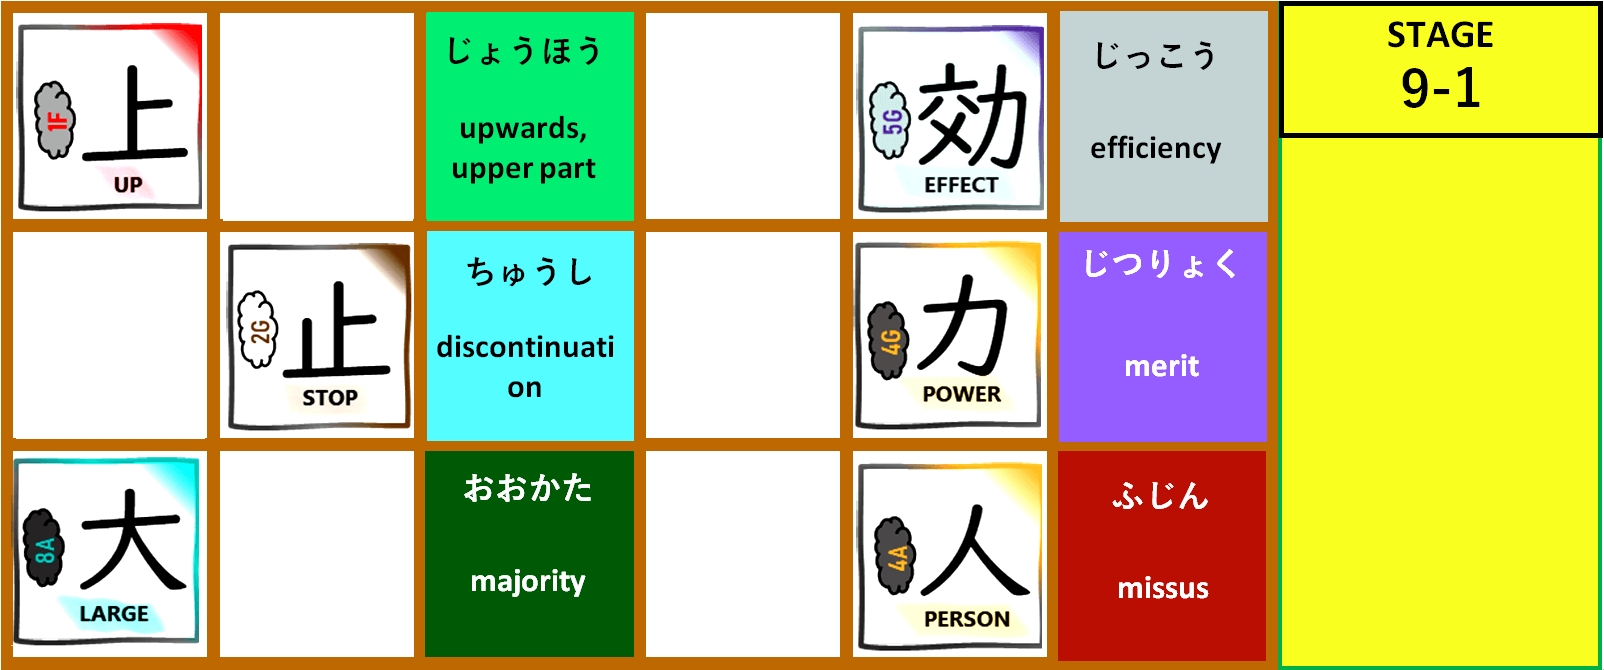 1F
上
UP
じょうほう
upwards,
upper part
5G
効
EFFECT
じっこう
efficiency
STAGE
9-1
2G
止
STOP
ちゅうし
discontinuati
on
4G
力
POWER
じつりょく
merit
8A
大
LARGE
おおかた
majority
4A
人
PERSON
ふじん
missus